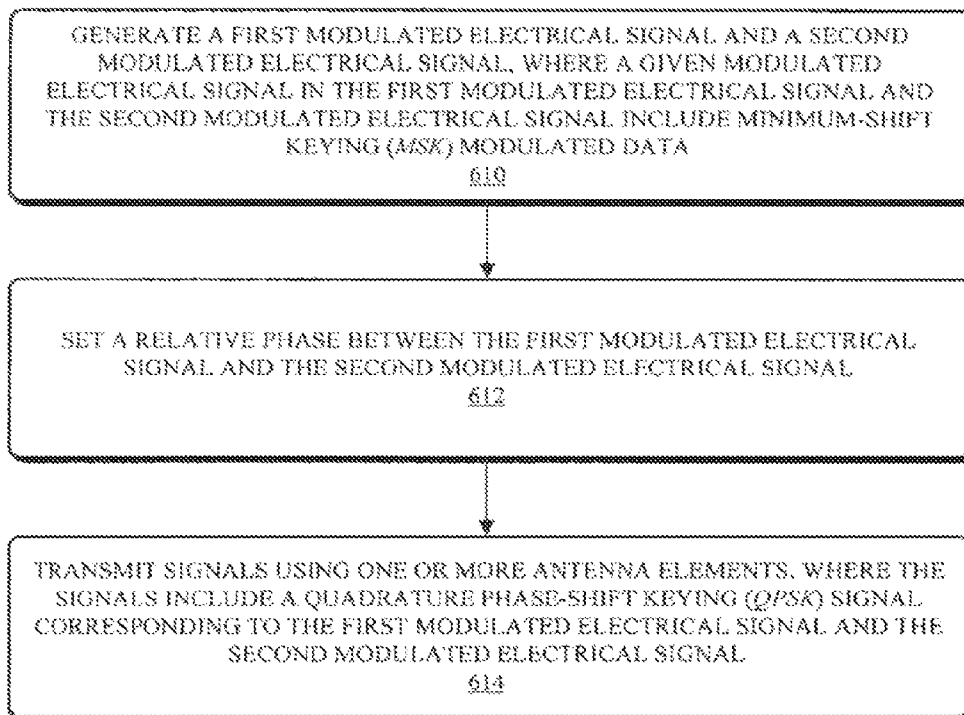 GENERATE A FIRST MODULATED ELECTRICAL SIGNAL AND A SECOND
MODULATED ELECTRICAL SIGNAL, WHERE A GIVEN MODULATED
ELECTRICAL SIGNAL IN THE FIRST MODULATED ELECTRICAL SIGNAL AND
THE SECOND MODULATED ELECTRICAL SIGNAL INCLUDE MINIMUM-SHIFT
KEYING (MSK) MODULATED DATA
610
SET A RELATIVE PHASE BETWEEN THE FIRST MODULATED ELECTRICAL
SIGNAL AND THE SECOND MODULATED ELECTRICAL SIGNAL
612
TRANSMIT SIGNALS USING ONE OR MORE ANTENNA ELEMENTS, WHERE THE
SIGNALS INCLUDE A QUADRATURE PHASE-SHIFT KEYING (QPSK) SIGNAL
CORRESPONDING TO THE FIRST MODULATED ELECTRICAL SIGNAL AND THE
SECOND MODULATED ELECTRICAL SIGNAL
614